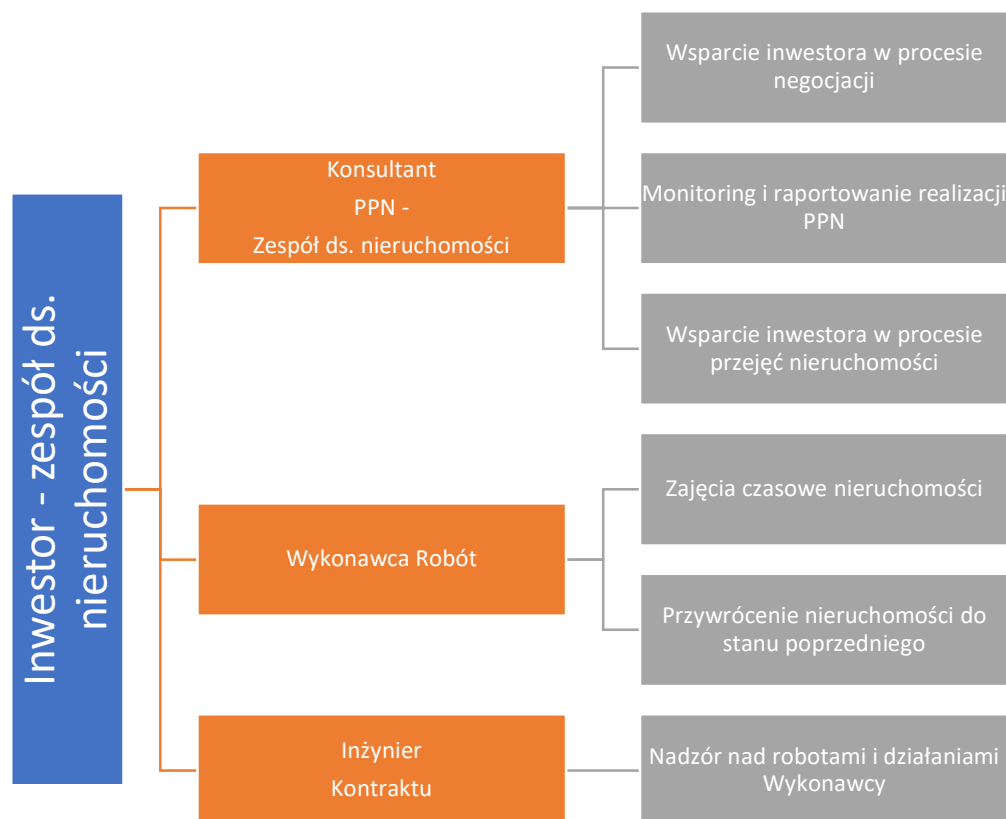 Inwestor - zespół ds.
nieruchomości
Konsultant
PPN -
Zespół ds. nieruchomości
Wsparcie inwestora w procesie
negocjacji
Monitoring i raportowanie realizacji
PPN
Wsparcie inwestora w procesie
przejęć nieruchomości
Wykonawca Robót
Zajęcia czasowe nieruchomości
Przywrócenie nieruchomości do
stanu poprzedniego
Inżynier
Kontraktu
Nadzór nad robotami i działaniami
Wykonawcy